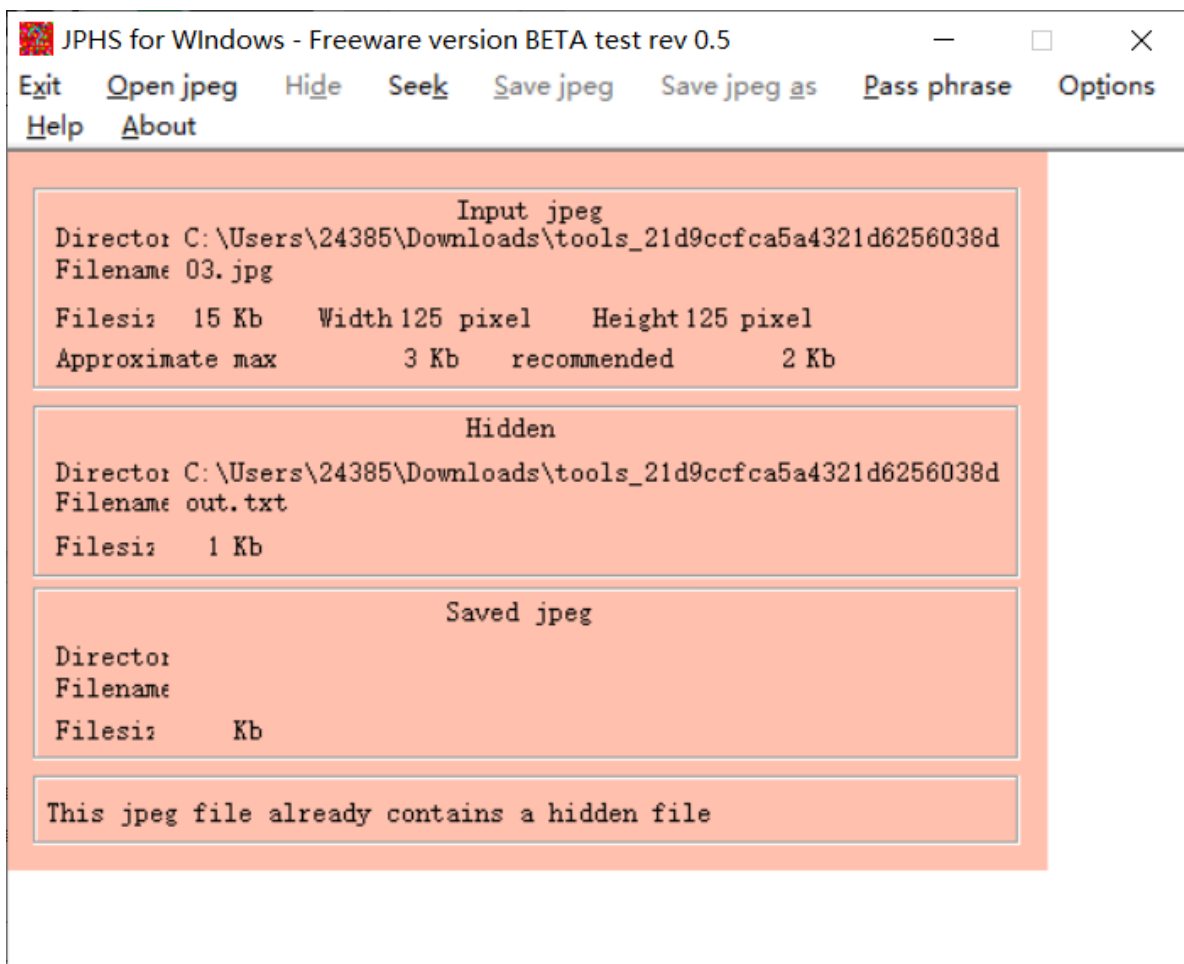 JPHS for WIndows - Freeware version BETA test rev 0.5
Exit Open jpeg Hide Seek Save jpeg Save jpeg as Pass phrase Options
Help About
Input jpeg
Director C:\Users\24385\Downloads\tools_21d9ccfca5a4321d6256038d
Filename 03.jpg
Filesiz 15 Kb Width 125 pixel Height 125 pixel
Approximate max 3 Kb recommended 2 Kb
Hidden
Director C:\Users\24385\Downloads\tools_21d9ccfca5a4321d6256038d
Filename out.txt
Filesiz 1 Kb
Saved jpeg
Director
Filename
Filesiz Kb
This jpeg file already contains a hidden file